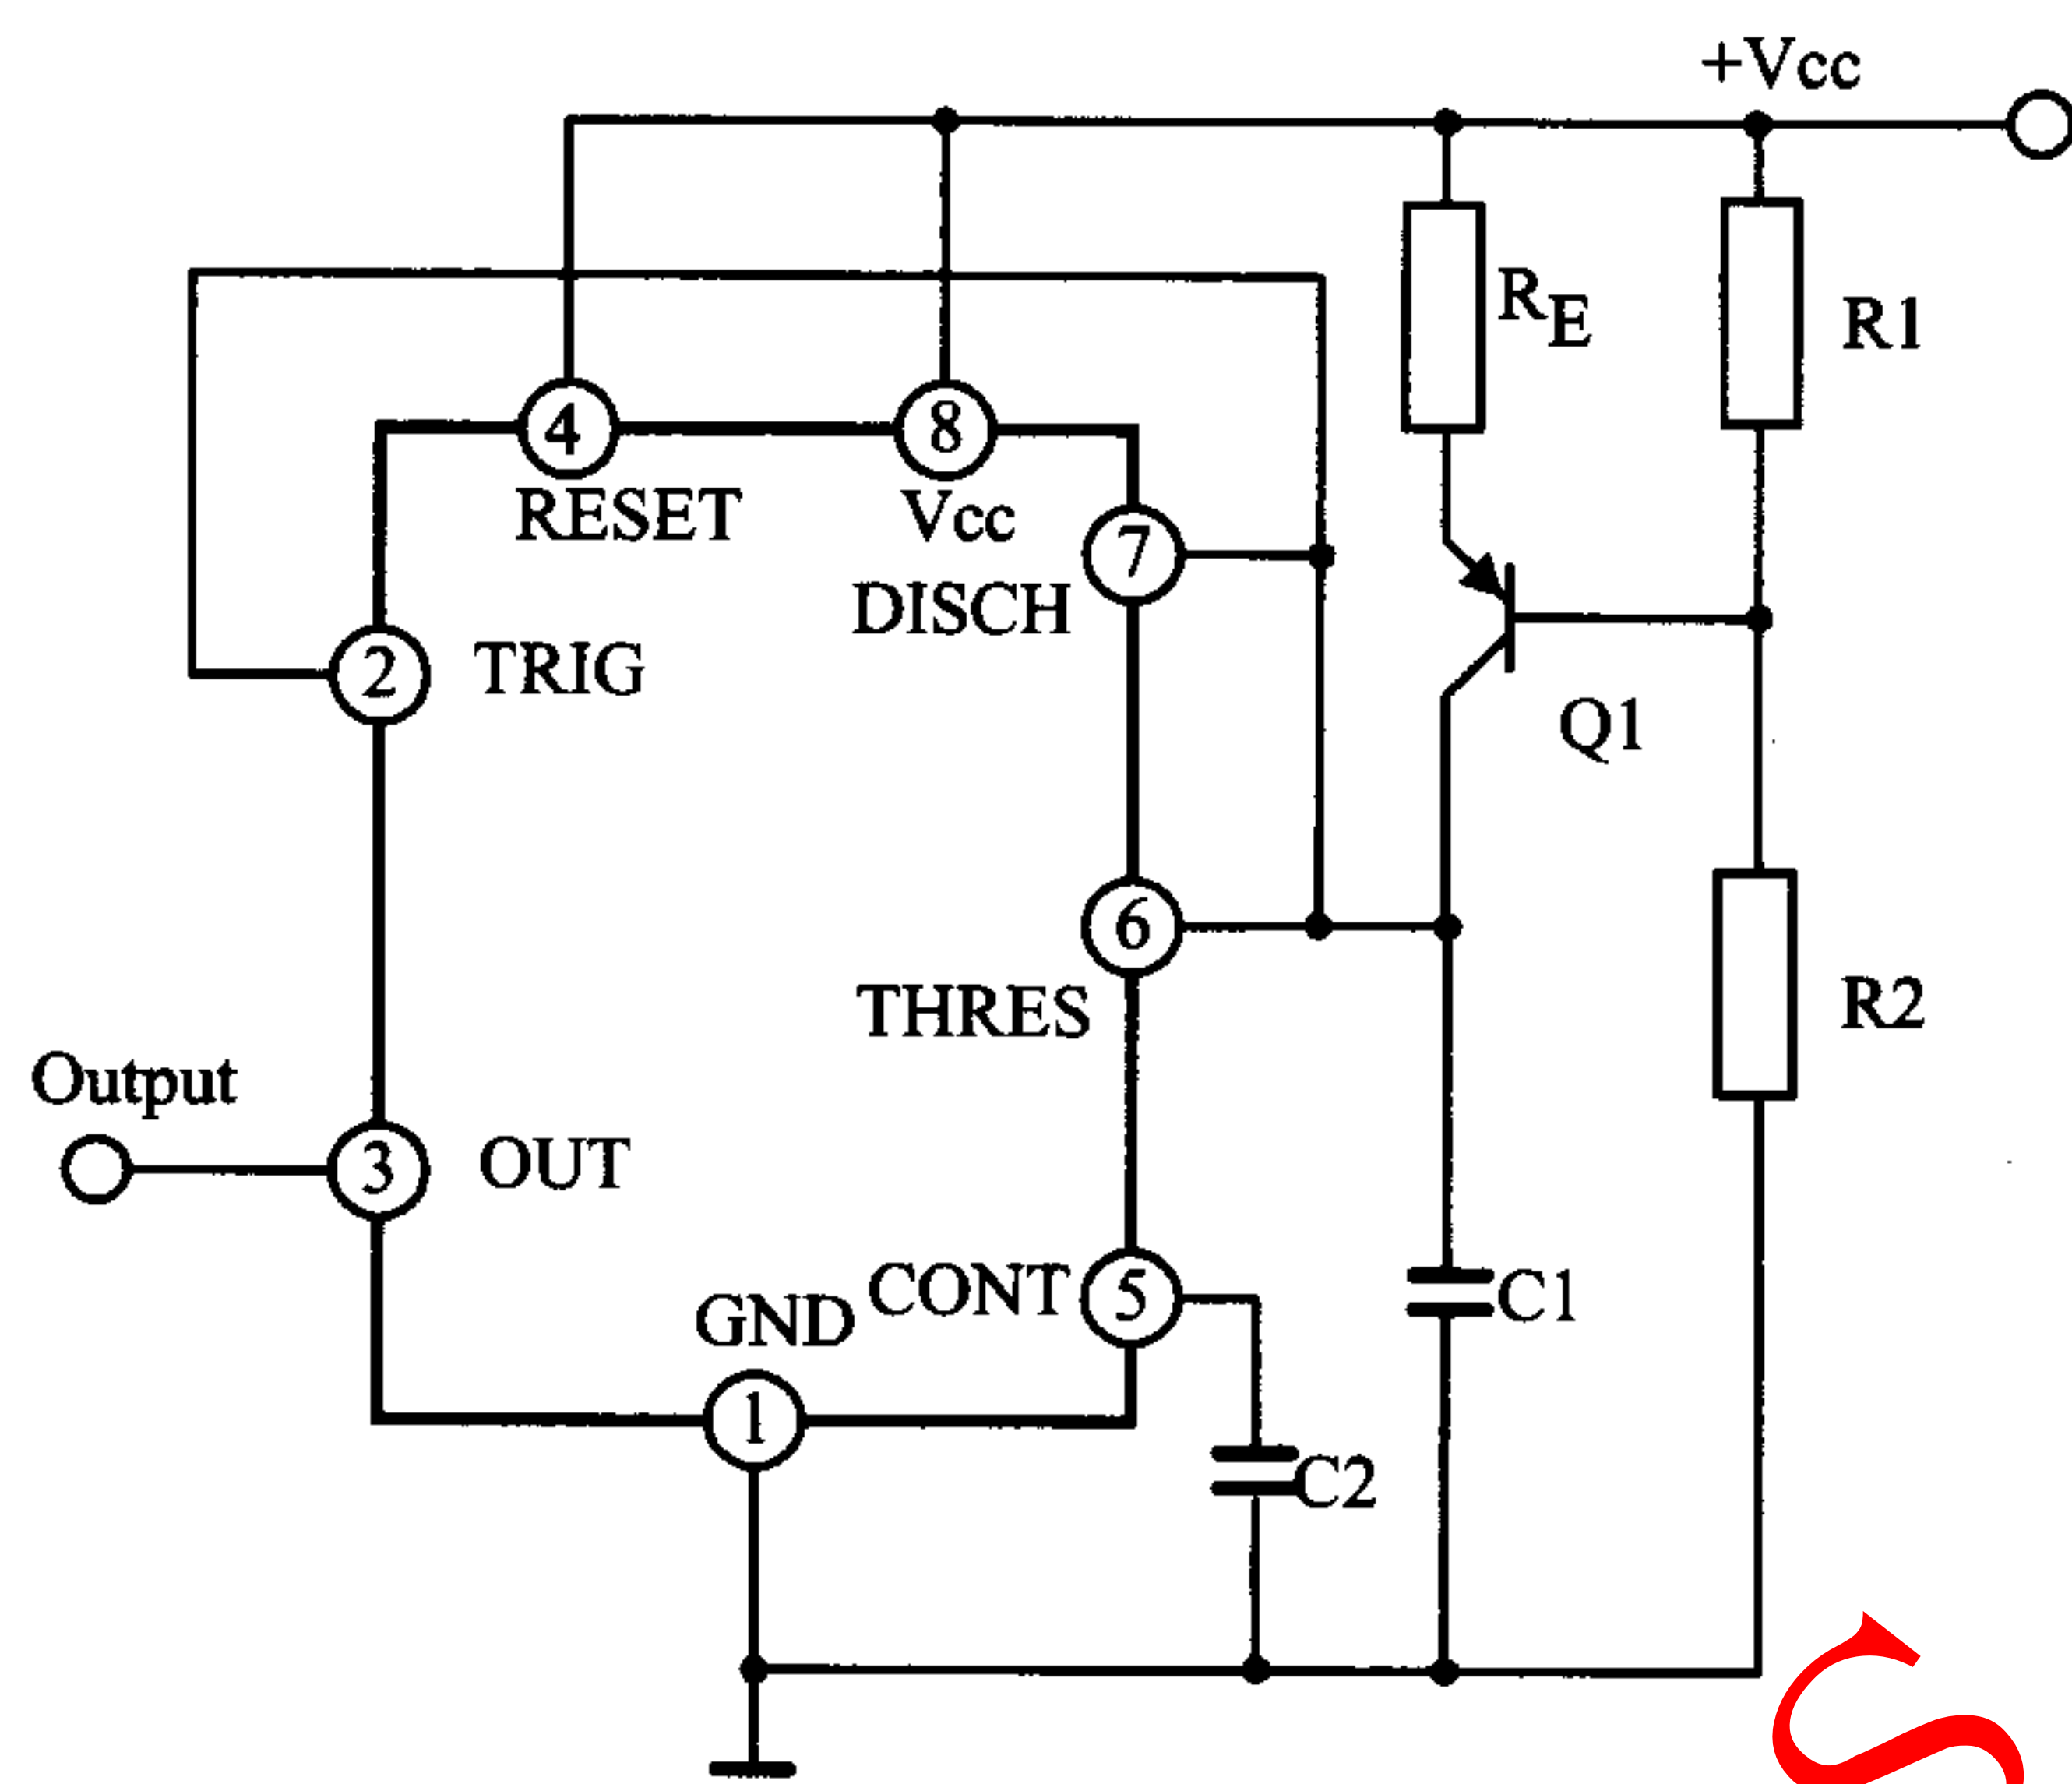 +Vcc
RE
R1
4
8
RESET
Vcc
7
DISCH
2
TRIG
Q1
6
THRES
R2
Output
3
OUT
CONT
5
C1
GND
1
C2
S